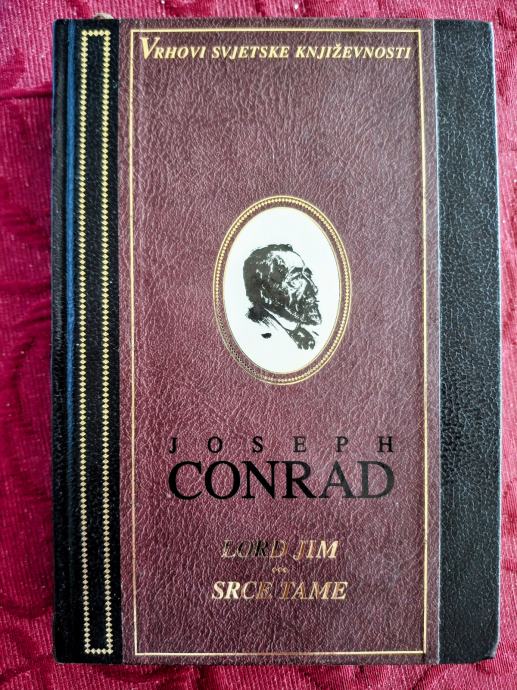 VRHOVI SVJETSKE KNJIŽEVNOSTI
JOSEPH
CONRAD
LORD JIM
SRCE TAME